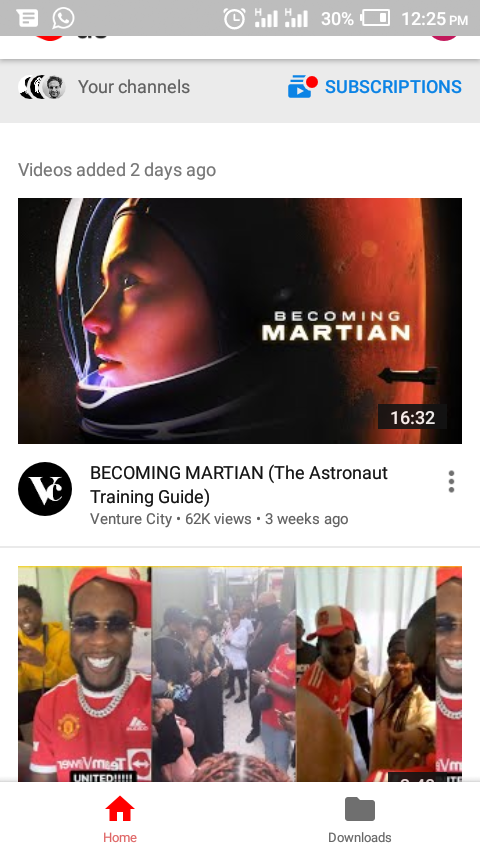 30%
12:25 PM
Your channels
SUBSCRIPTIONS
Videos added 2 days ago
BECOMING
MARTIAN
16:32
Vc
BECOMING MARTIAN (The Astronaut
Training Guide)
Venture City • 62K views • 3 weeks ago
UNITED!!!!!
Home
Downloads